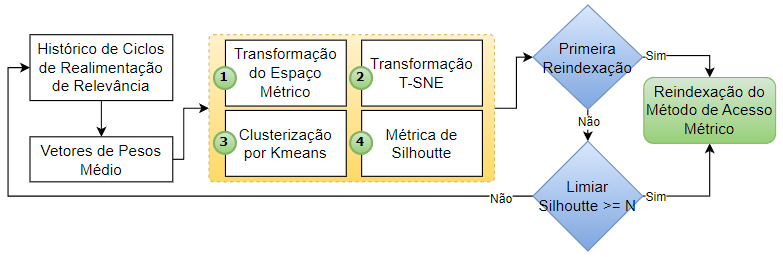 Histórico de Ciclos
de Realimentação
de Relevância
Vetores de Pesos
Médio
1
Transformação
do Espaço
Métrico
2
Transformação
T-SNE
3
Clusterização
por Kmeans
4
Métrica de
Silhoutte
Primeira
Reindexação
Sim
Não
Reindexação do
Método de Acesso
Métrico
Limiar
Silhoutte >= N
Não
Sim